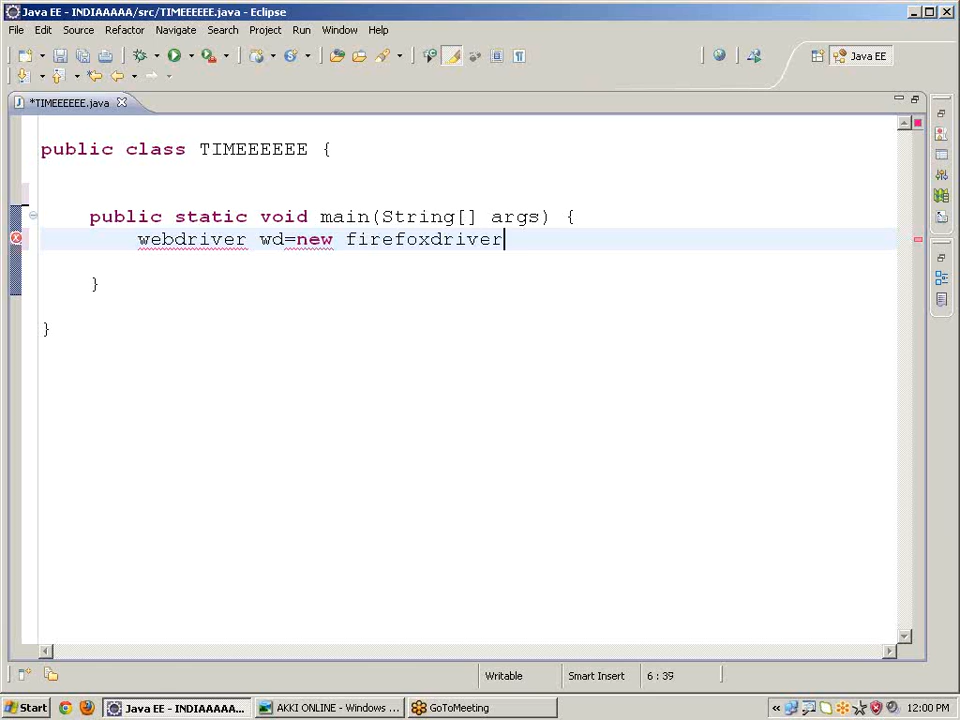 Java EE - INDIAAAAA/src/TIMEEEEEE.java - Eclipse
File Edit Source Refactor Navigate Search Project Run Window Help
Java EE
*TIMEEEEEE.java
public class TIMEEEEEE {
public static void main(String[] args) {
webdriver wd=new firefoxdriver
}
}
Writable Smart Insert 6 : 39
Start Java EE - INDIAAAAA... AKKI ONLINE - Windows ... GoToMeeting « 12:00 PM